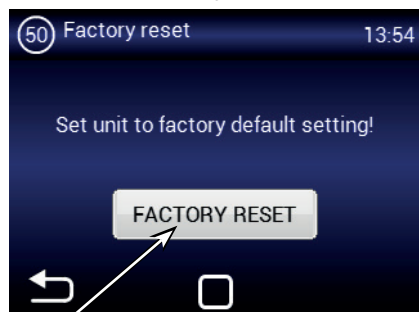 50 Factory reset 13:54
Set unit to factory default setting!
FACTORY RESET